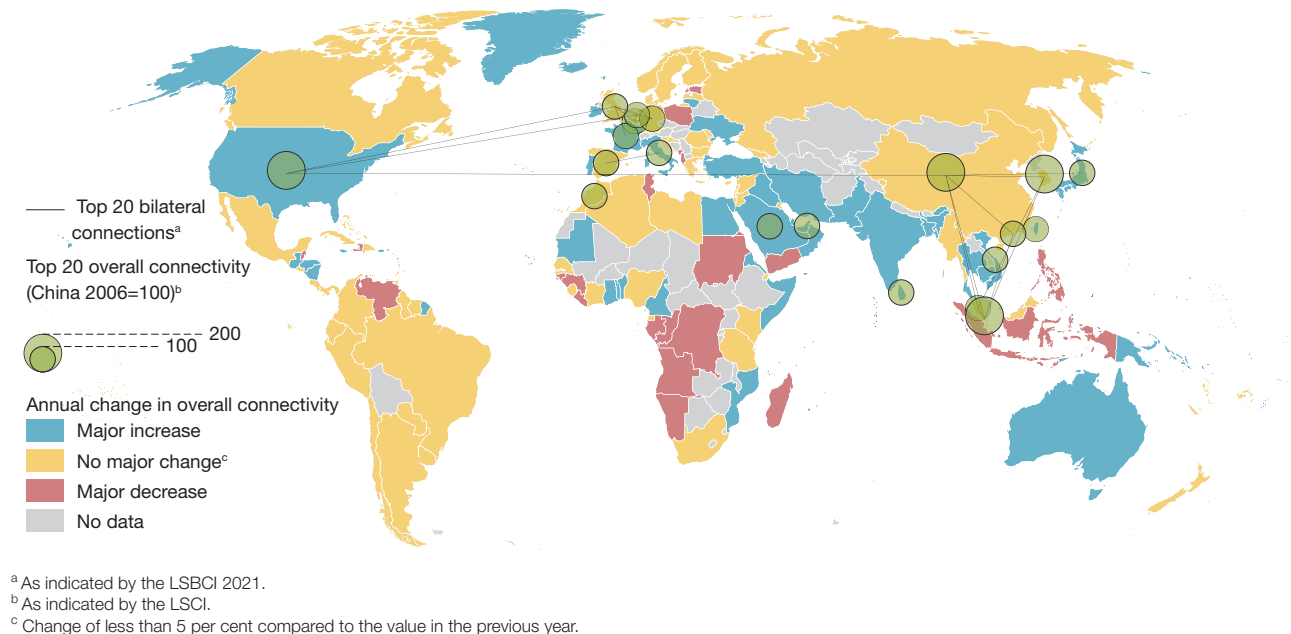 Top 20 bilateral
connectionsᵃ
Top 20 overall connectivity
(China 2006=100)ᵇ
200
100
Annual change in overall connectivity
Major increase
No major changeᶜ
Major decrease
No data
ᵃ As indicated by the LSBCI 2021.
ᵇ As indicated by the LSCI.
ᶜ Change of less than 5 per cent compared to the value in the previous year.